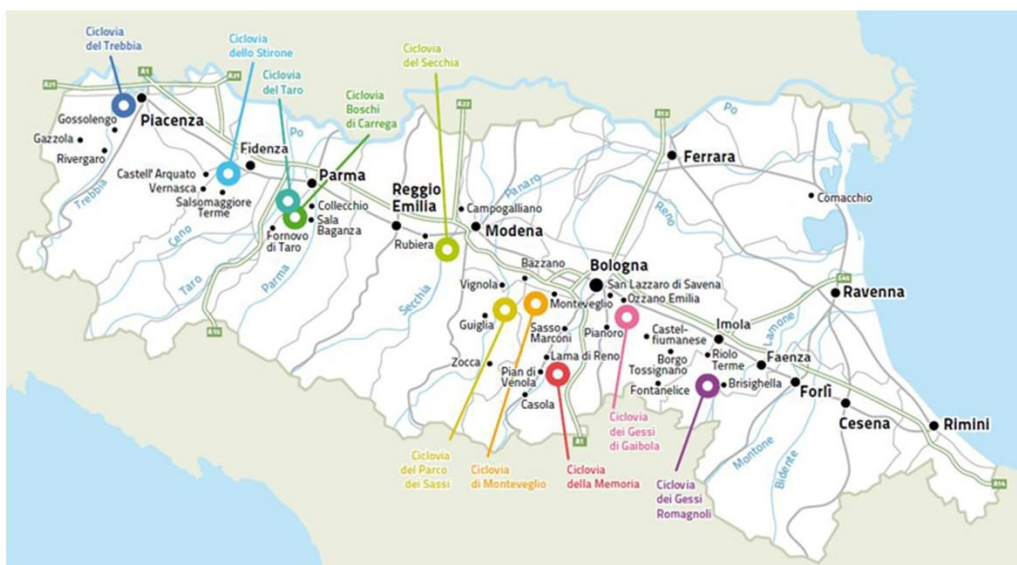 Ciclovia
del Trebbia
Ciclovia
dello Stirone
Ciclovia
del Taro
Ciclovia
Boschi
di Carrega
Ciclovia
del Secchia
A21
A1
A21
A22
A13
Po
Po
Gossolengo
Piacenza
Gazzola
Rivergaro
Trebbia
Fidenza
Castell' Arquato
Vernasca
Salsomaggiore
Terme
Parma
Collecchio
Sala
Baganza
Fornovo
di Taro
Ceno
Taro
Parma
Reggio
Emilia
Rubiera
Campogalliano
Modena
Secchia
Panaro
Reno
Ferrara
Comacchio
Bazzano
Bologna
San Lazzaro di Savena
Ozzano Emilia
Vignola
Monteveglio
Guiglia
Sasso
Marconi
Pianoro
Zocca
Lama di Reno
Pian di
Venola
Casola
Castel-
fiumanese
Borgo
Tossignano
Fontanelice
Imola
Riolo
Terme
Brisighella
Lamone
Faenza
Forlì
Ravenna
Cesena
Rimini
Montone
Bidente
A15
A1
A14
Ciclovia
del Parco
dei Sassi
Ciclovia
di Monteveglio
Ciclovia
della Memoria
Ciclovia
dei Gessi
di Gaibola
Ciclovia
dei Gessi
Romagnoli